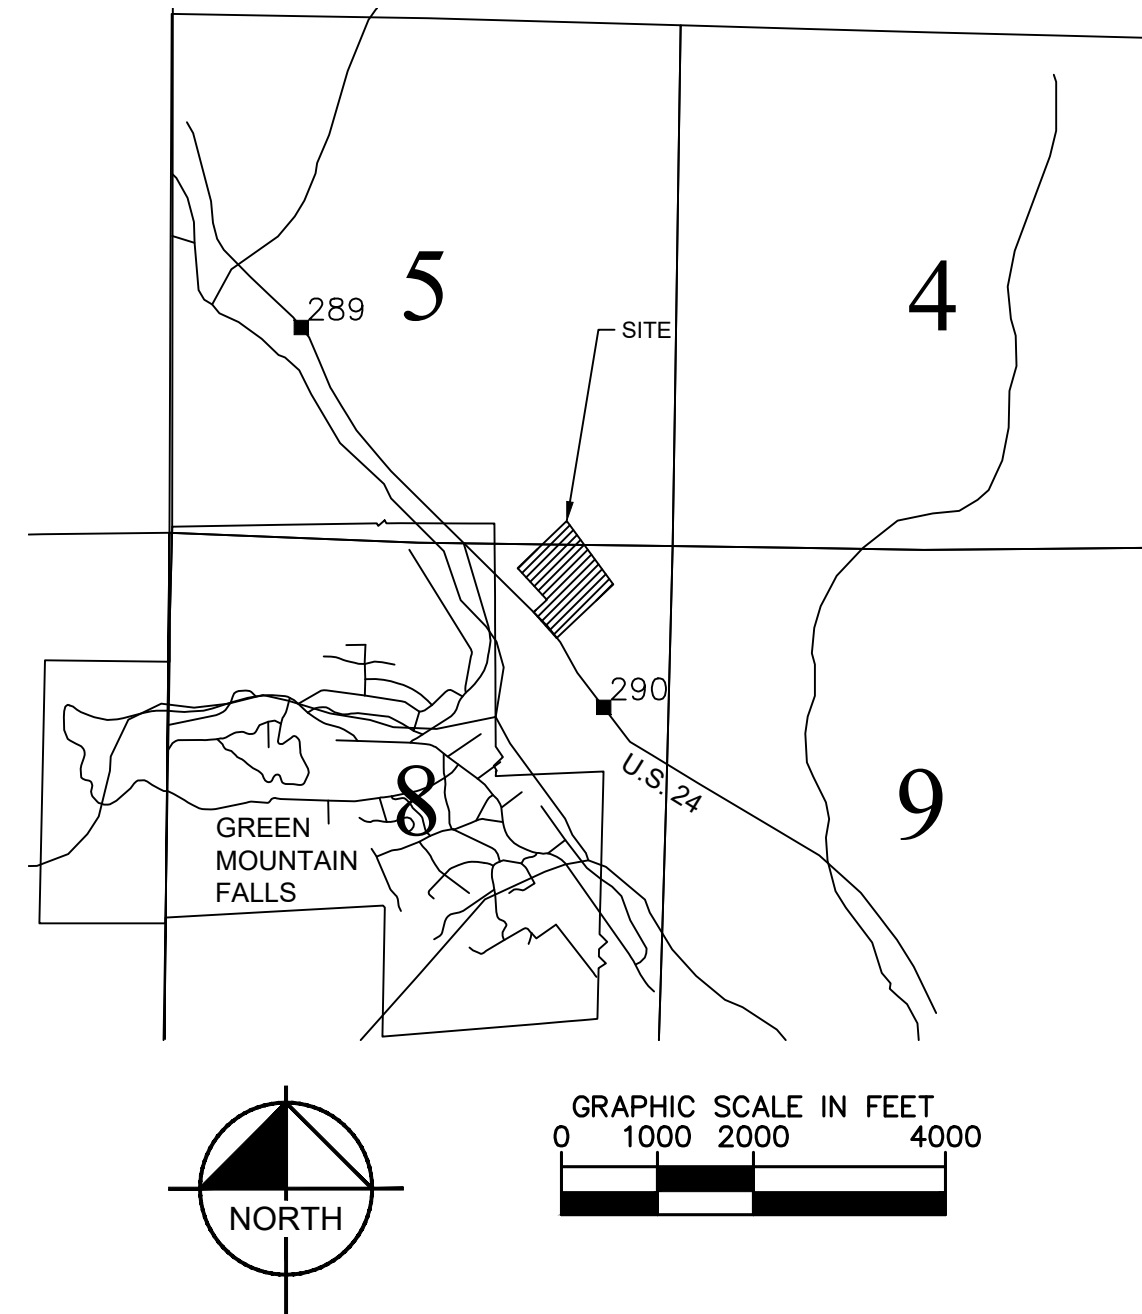 5
4
289
SITE
290
U.S. 24
8
9
GREEN
MOUNTAIN
FALLS
GRAPHIC SCALE IN FEET
0 1000 2000 4000
NORTH